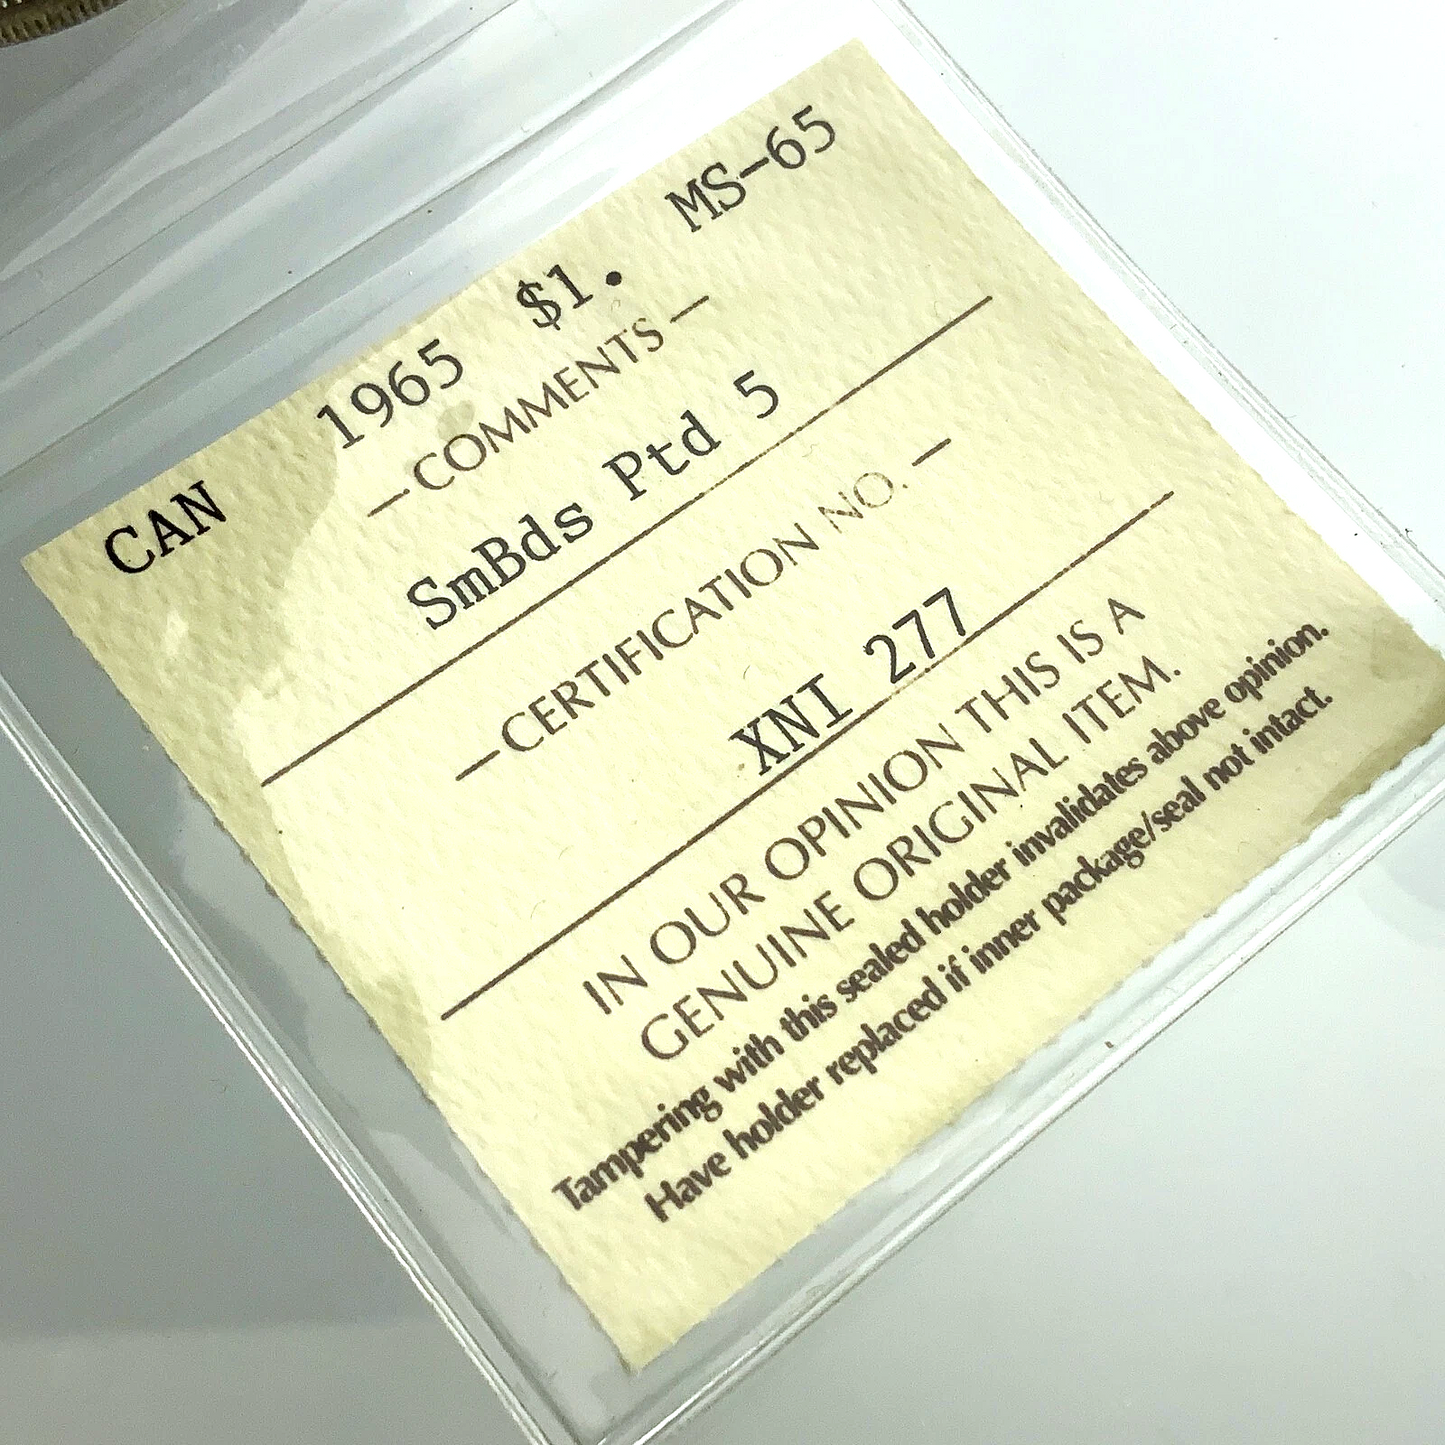 CAN 1965 $1. MS-65
—COMMENTS—
SmBds Ptd 5
—CERTIFICATION NO.—
XNI 277
IN OUR OPINION THIS IS A
GENUINE ORIGINAL ITEM.
Tampering with this sealed holder invalidates above opinion.
Have holder replaced if inner package/seal not intact.